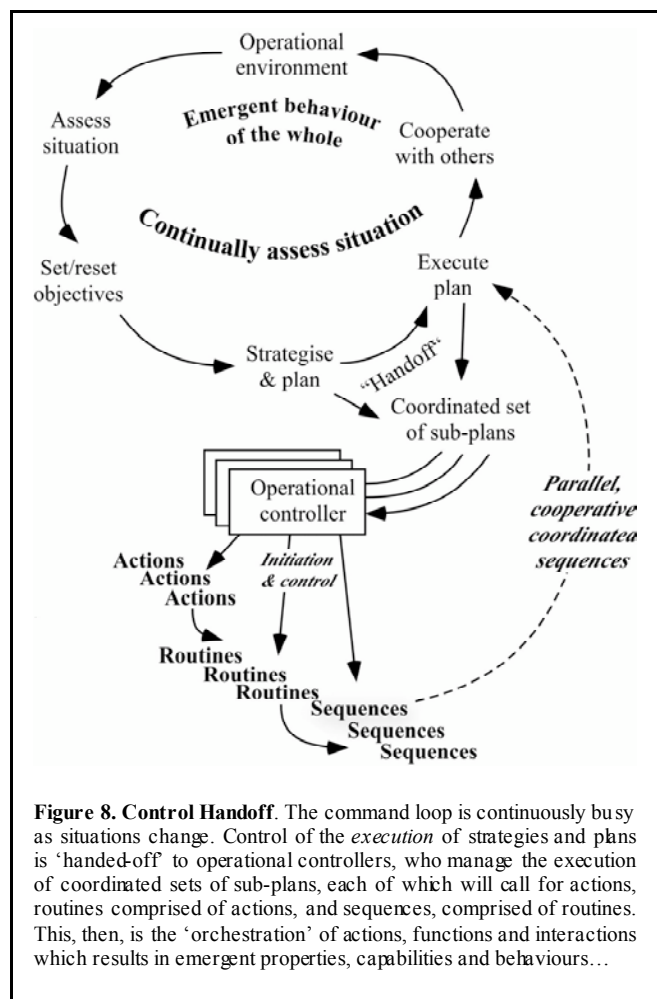 Operational
environment
Emergent behaviour
of the whole
Assess
situation
Cooperate
with others
Continually assess situation
Set/reset
objectives
Execute
plan
Strategise
& plan
“Handoff“
Coordinated set
of sub-plans
Operational
controller
Parallel,
cooperative
coordinated
sequences
Initiation
& control
Actions
Actions
Actions
Routines
Routines
Routines
Sequences
Sequences
Sequences
Figure 8. Control Handoff. The command loop is continuously busy
as situations change. Control of the execution of strategies and plans
is ‘handed-off’ to operational controllers, who manage the execution
of coordinated sets of sub-plans, each of which will call for actions,
routines comprised of actions, and sequences, comprised of routines.
This, then, is the ‘orchestration’ of actions, functions and interactions
which results in emergent properties, capabilities and behaviours…